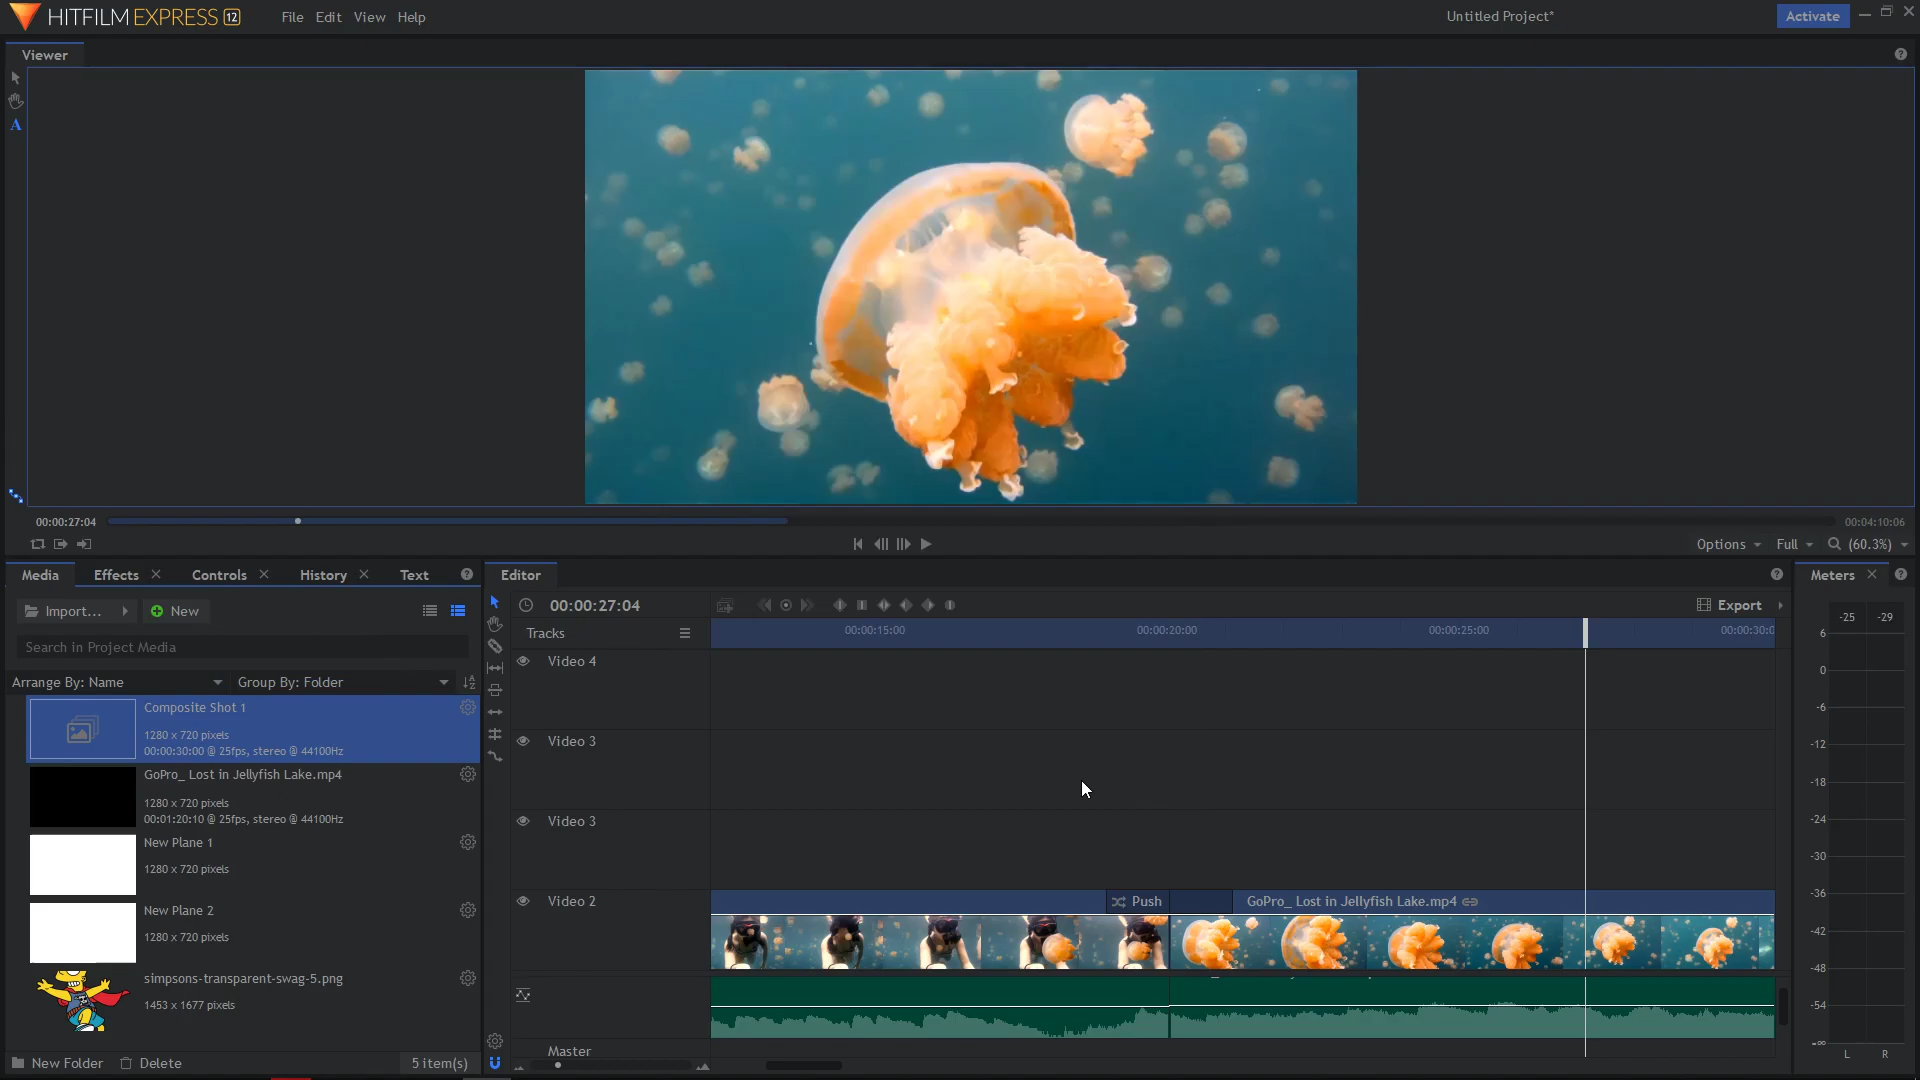 HITFILM EXPRESS 12 File Edit View Help Untitled Project* Activate
Viewer
A
00:00:27:04 00:04:10:06
Options Full (60.3%)
Media Effects Controls History Text Editor Meters
Import... New 00:00:27:04 Export -25 -29
Search in Project Media
Tracks 00:00:15:00 00:00:20:00 00:00:25:00 00:00:30:0
Arrange By: Name Group By: Folder
Composite Shot 1
1280 x 720 pixels
00:00:30:00 @ 25fps, stereo @ 44100Hz
GoPro_ Lost in Jellyfish Lake.mp4
1280 x 720 pixels
00:01:20:10 @ 25fps, stereo @ 44100Hz
New Plane 1
1280 x 720 pixels
New Plane 2
1280 x 720 pixels
simpsons-transparent-swag-5.png
1453 x 1677 pixels
New Folder Delete 5 item(s)
Video 4
Video 3
Video 3
Video 2 Push GoPro_ Lost in Jellyfish Lake.mp4
Master
6
0
-6
-12
-18
-24
-30
-36
-42
-48
-54
-∞
L R